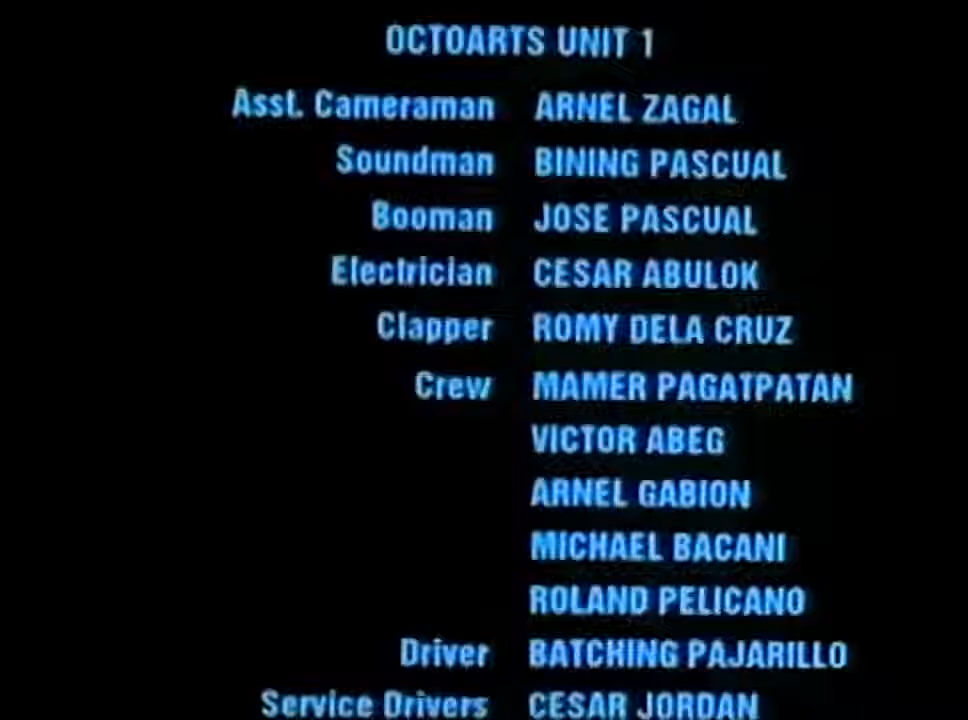 OCTOARTS UNIT 1
Asst. Cameraman ARNEL ZAGAL
Soundman BINING PASCUAL
Booman JOSE PASCUAL
Electrician CESAR ABULOK
Clapper ROMY DELA CRUZ
Crew MAMER PAGATPATAN
VICTOR ABEG
ARNEL GABION
MICHAEL BACANI
ROLAND PELICANO
Driver BATCHING PAJARILLO
Service Drivers CESAR JORDAN